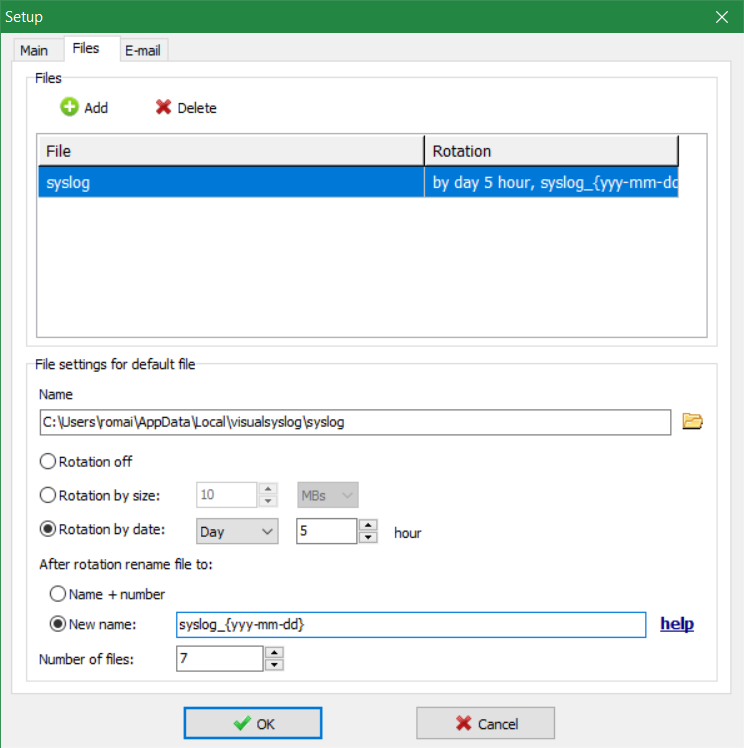 Setup
Main Files E-mail
Files
Add Delete
File Rotation
syslog by day 5 hour, syslog_{yyy-mm-dd
File settings for default file
Name
C:\Users\romai\AppData\Local\visualsyslog\syslog
Rotation off
Rotation by size: 10 MBs
Rotation by date: Day 5 hour
After rotation rename file to:
Name + number
New name: syslog_{yyy-mm-dd} help
Number of files: 7
OK Cancel